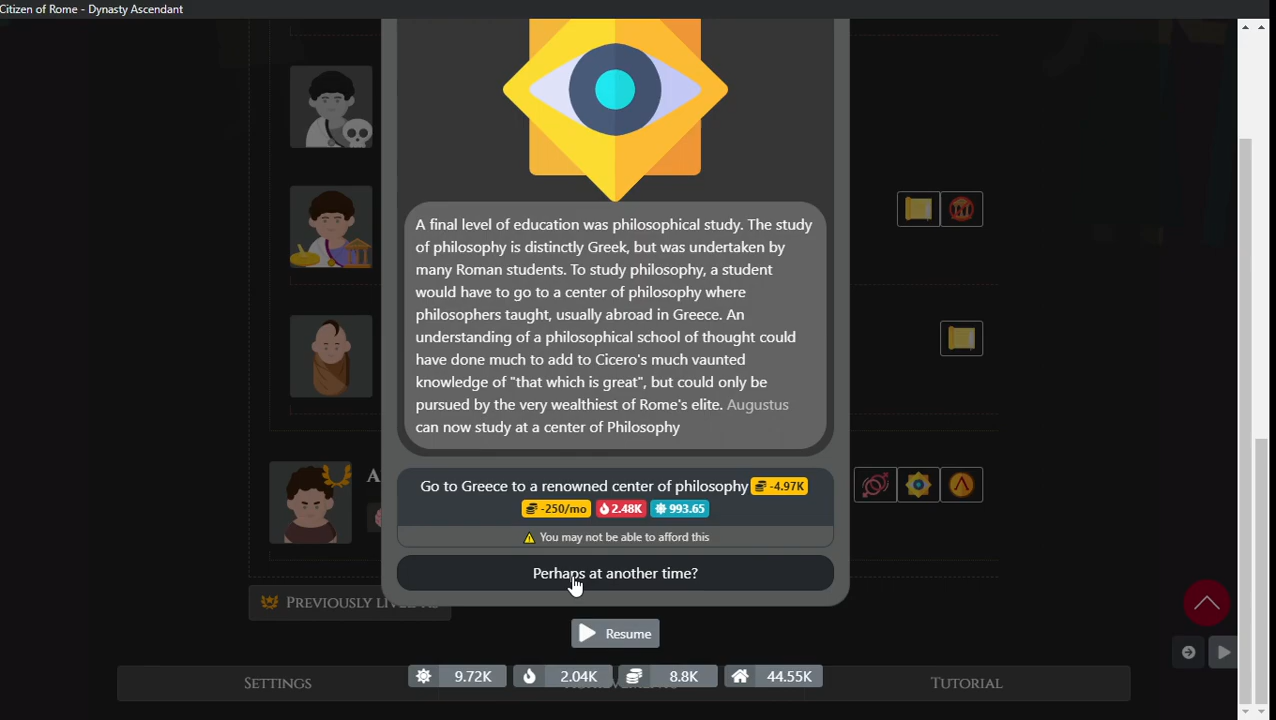 Citizen of Rome - Dynasty Ascendant
A final level of education was philosophical study. The study
of philosophy is distinctly Greek, but was undertaken by
many Roman students. To study philosophy, a student
would have to go to a center of philosophy where
philosophers taught, usually abroad in Greece. An
understanding of a philosophical school of thought could
have done much to add to Cicero's much vaunted
knowledge of "that which is great", but could only be
pursued by the very wealthiest of Rome's elite. Augustus
can now study at a center of Philosophy
Go to Greece to a renowned center of philosophy -4.97K
-250/mo 2.48K 993.65
You may not be able to afford this
Perhaps at another time?
Previously
Resume
9.72K 2.04K 8.8K 44.55K
Settings
Tutorial